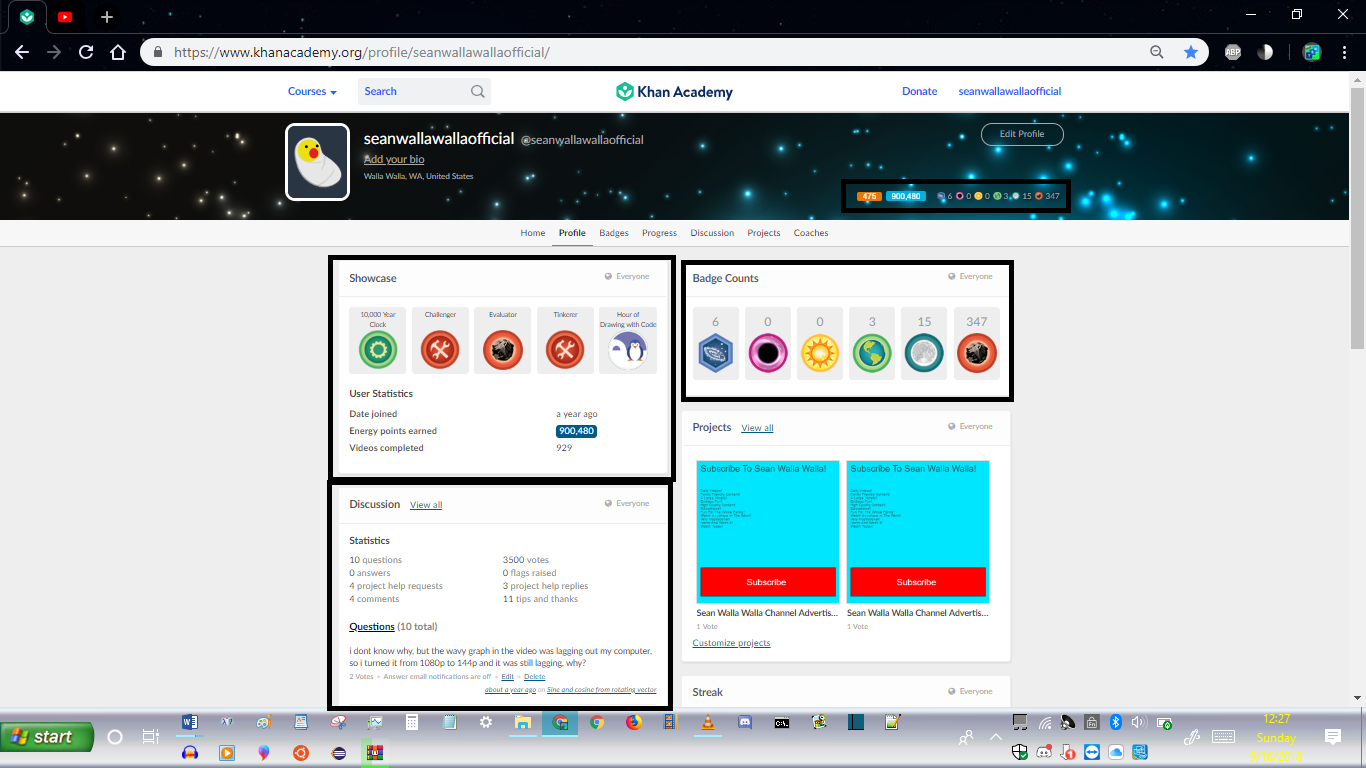 https://www.khanacademy.org/profile/seanwallawallaofficial/
ABP
Courses
Search
Khan Academy
Donate
seanwallawallaofficial
seanwallawallaofficial @seanwallawallaofficial
Edit Profile
Add your bio
Walla Walla, WA, United States
475 900,480 6 0 0 3 15 347
Home Profile Badges Progress Discussion Projects Coaches
Showcase
Everyone
10,000 Year
Clock
Challenger
Evaluator
Tinkerer
Hour of
Drawing with Code
User Statistics
Date joined a year ago
Energy points earned 900,480
Videos completed 929
Badge Counts
Everyone
6 0 0 3 15 347
Discussion View all
Everyone
Statistics
10 questions 3500 votes
0 answers 0 flags raised
4 project help requests 3 project help replies
4 comments 11 tips and thanks
Questions (10 total)
i dont know why, but the wavy graph in the video was lagging out my computer,
so i turned it from 1080p to 144p and it was still lagging, why?
2 Votes • Answer email notifications are off • Edit • Delete
about a year ago on Sine and cosine from rotating vector
Projects View all
Everyone
Subscribe To Sean Walla Walla!
Subscribe
Sean Walla Walla Channel Advertis...
1 Vote
Subscribe To Sean Walla Walla!
Subscribe
Sean Walla Walla Channel Advertis...
1 Vote
Customize projects
Streak
Everyone
start
12:27
Sunday
9/16/2018